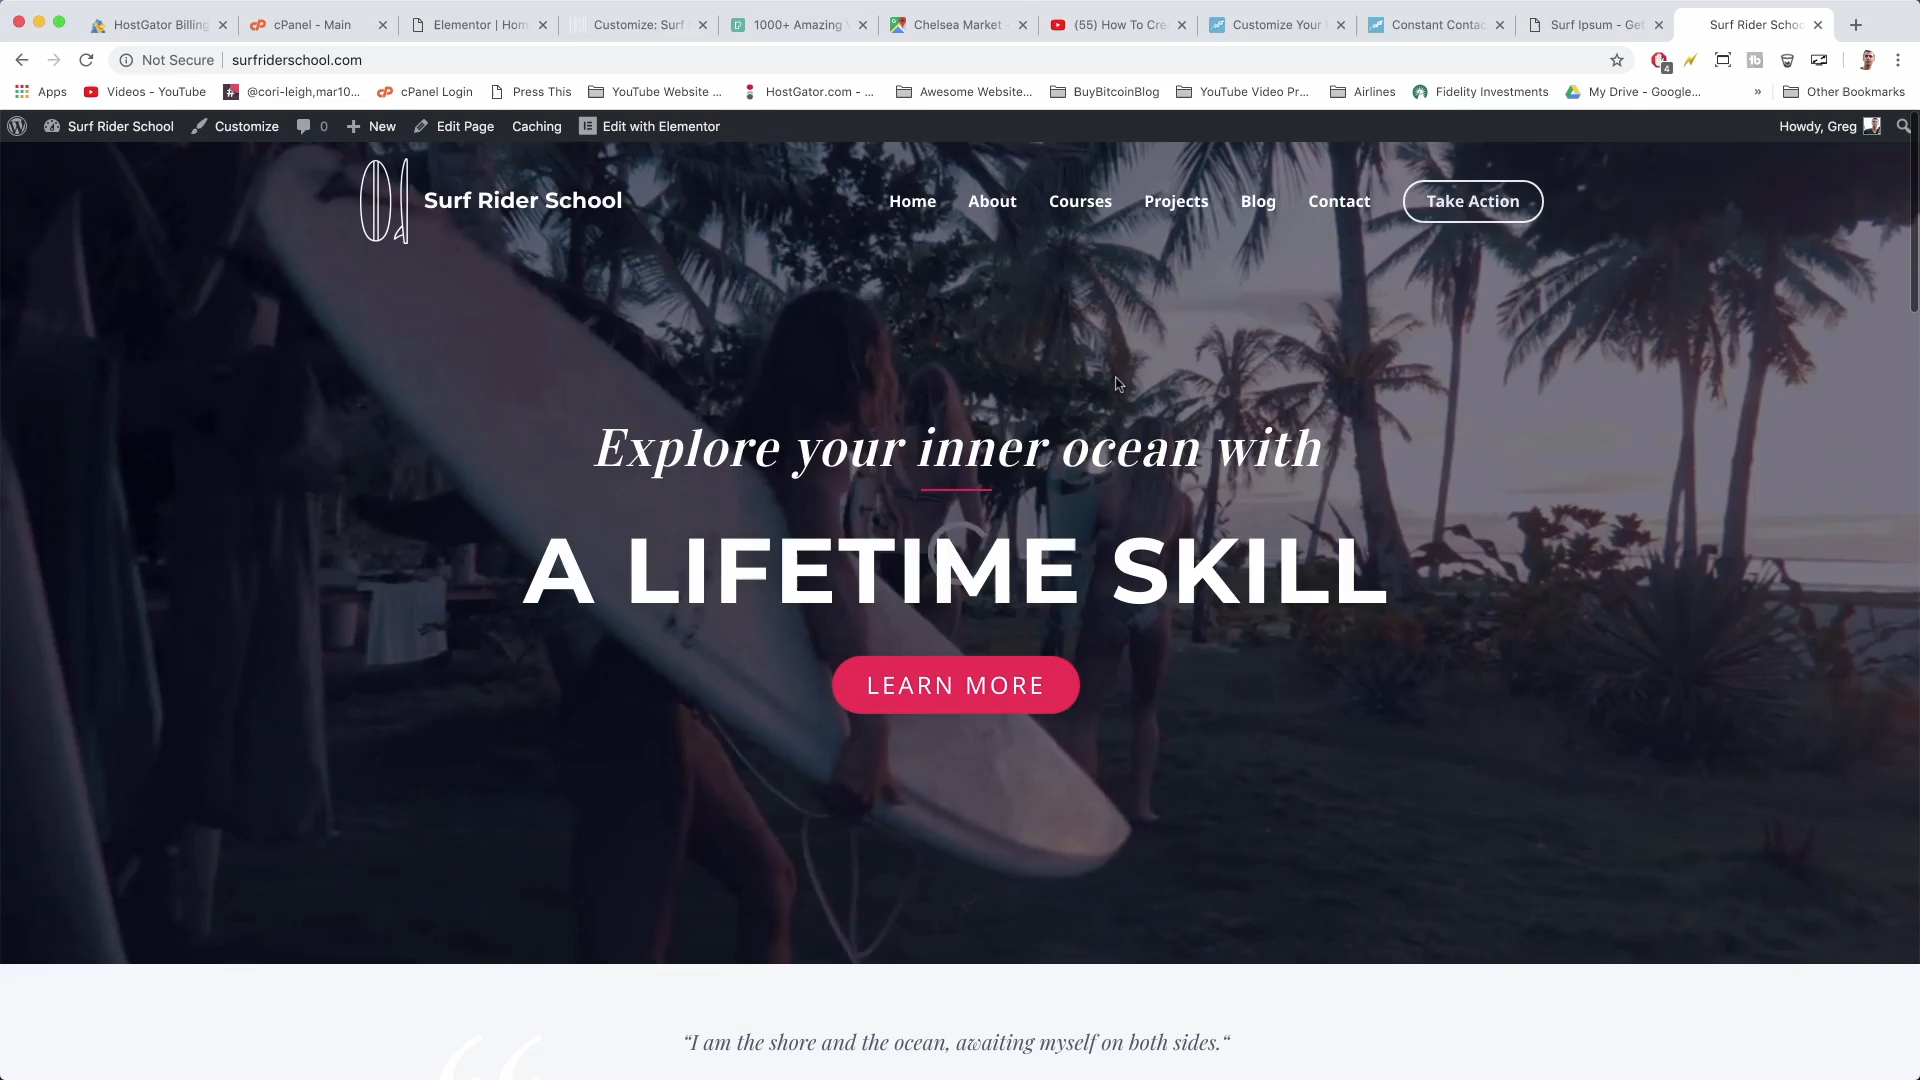 HostGator Billing
cPanel - Main
Elementor | Hom
Customize: Surf
1000+ Amazing
Chelsea Market -
(55) How To Cre
Customize Your
Constant Contac
Surf Ipsum - Get
Surf Rider Schoo
Not Secure
surfriderschool.com
4
Apps
Videos - YouTube
@cori-leigh,mar10...
cPanel Login
Press This
YouTube Website ...
HostGator.com - ...
Awesome Website...
BuyBitcoinBlog
YouTube Video Pr...
Airlines
Fidelity Investments
My Drive - Google...
»
Other Bookmarks
Surf Rider School
Customize
0
New
Edit Page
Caching
Edit with Elementor
Howdy, Greg
Surf Rider School
Home
About
Courses
Projects
Blog
Contact
Take Action
Explore your inner ocean with
A LIFETIME SKILL
LEARN MORE
“I am the shore and the ocean, awaiting myself on both sides.“